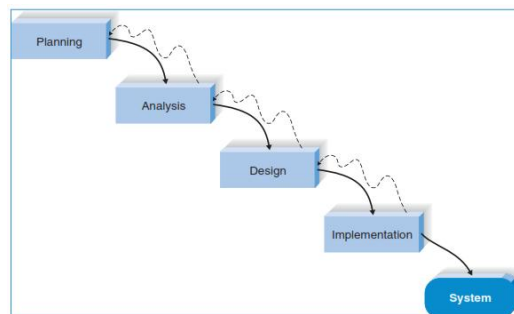 Planning
Analysis
Design
Implementation
System